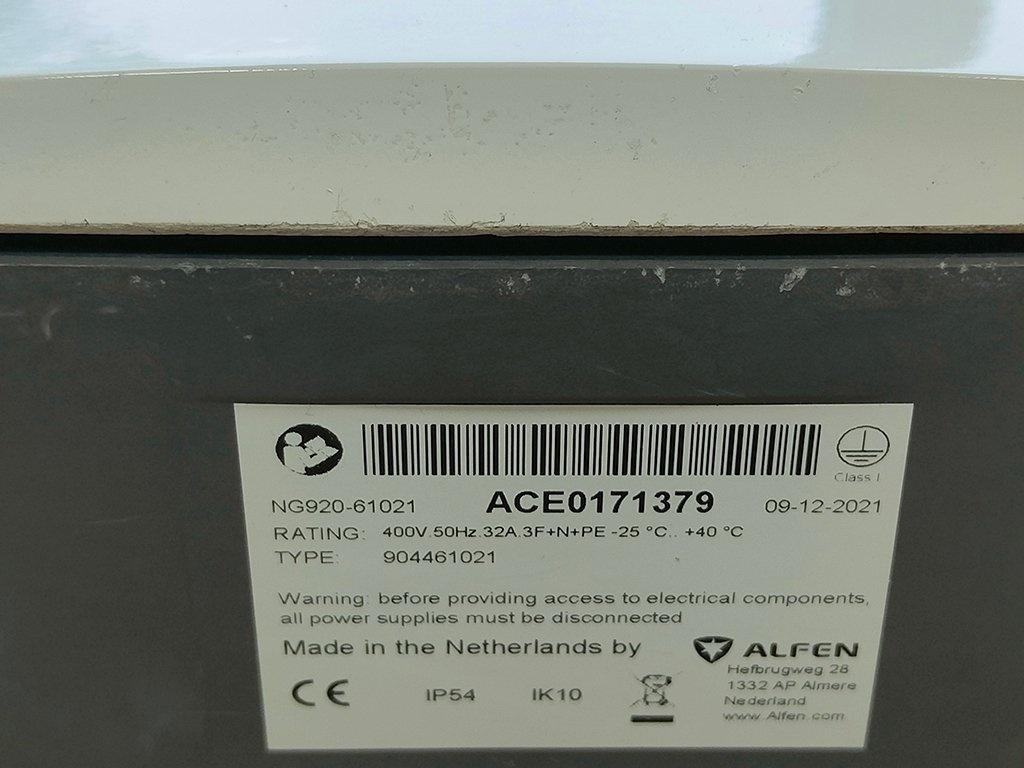 Class I
NG920-61021 ACE0171379 09-12-2021
RATING: 400V.50Hz.32A.3F+N+PE -25 °C.. +40 °C
TYPE: 904461021
Warning: before providing access to electrical components,
all power supplies must be disconnected
Made in the Netherlands by ALFEN
Hefbrugweg 28
1332 AP Almere
Nederland
www.Alfen.com
CE IP54 IK10